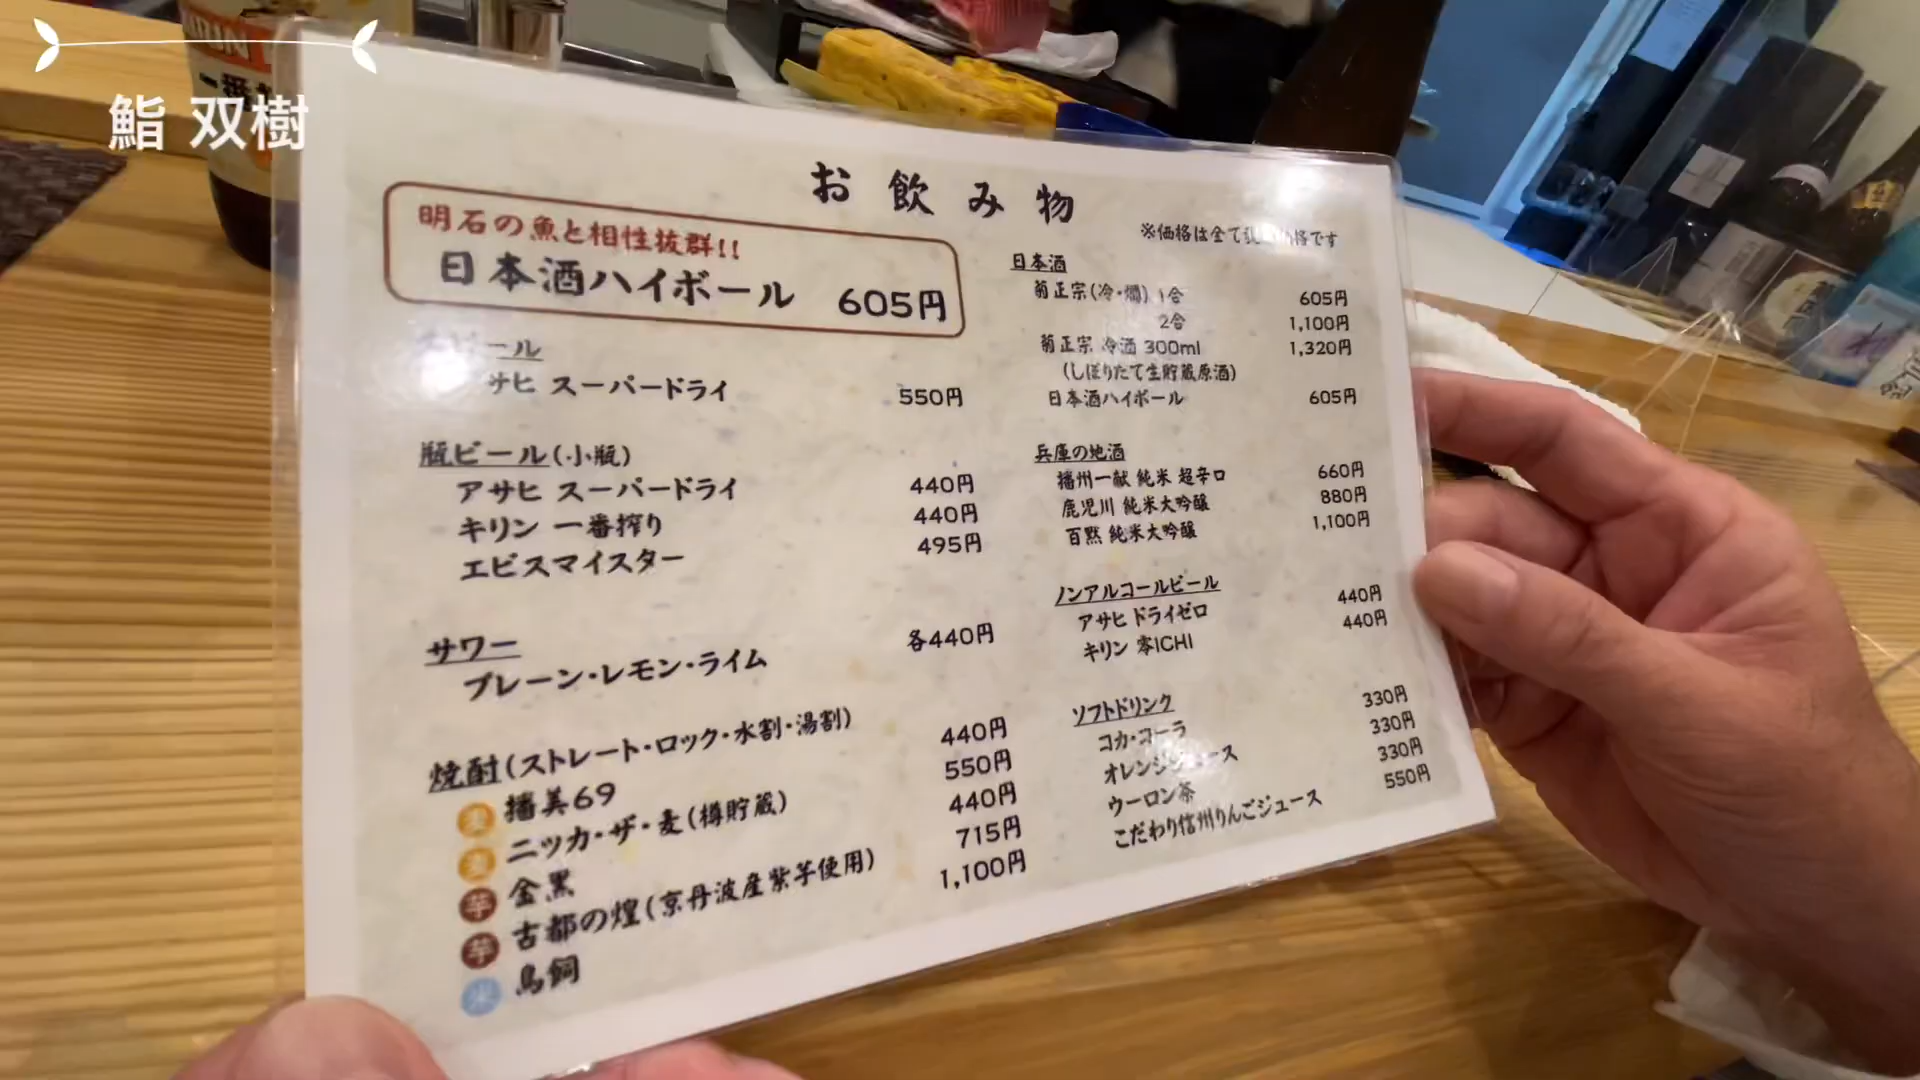 鮨 双樹
一番
お飲み物
明石の魚と相性抜群!!
日本酒ハイボール 605円
※価格は全て税 価格です
ビール
サヒ スーパードライ 550円
瓶ビール(小瓶)
アサヒ スーパードライ 440円
キリン 一番搾り 440円
エビスマイスター 495円
サワー
プレーン・レモン・ライム 各440円
焼酎(ストレート・ロック・水割・湯割)
麦 播美69 440円
麦 ニッカ・ザ・麦(樽貯蔵) 550円
芋 金黒 440円
芋 古都の煌(京丹波産紫芋使用) 715円
米 鳥飼 1,100円
日本酒
菊正宗(冷・燗) 1合 605円
2合 1,100円
菊正宗 冷酒 300ml 1,320円
(しぼりたて生貯蔵原酒)
日本酒ハイボール 605円
兵庫の地酒
播州一献 純米 超辛口 660円
鹿児川 純米大吟醸 880円
百黙 純米大吟醸 1,100円
ノンアルコールビール
アサヒ ドライゼロ 440円
キリン 零ICHI 440円
ソフトドリンク
コカ・コーラ 330円
オレンジジュース 330円
ウーロン茶 330円
こだわり信州りんごジュース 550円